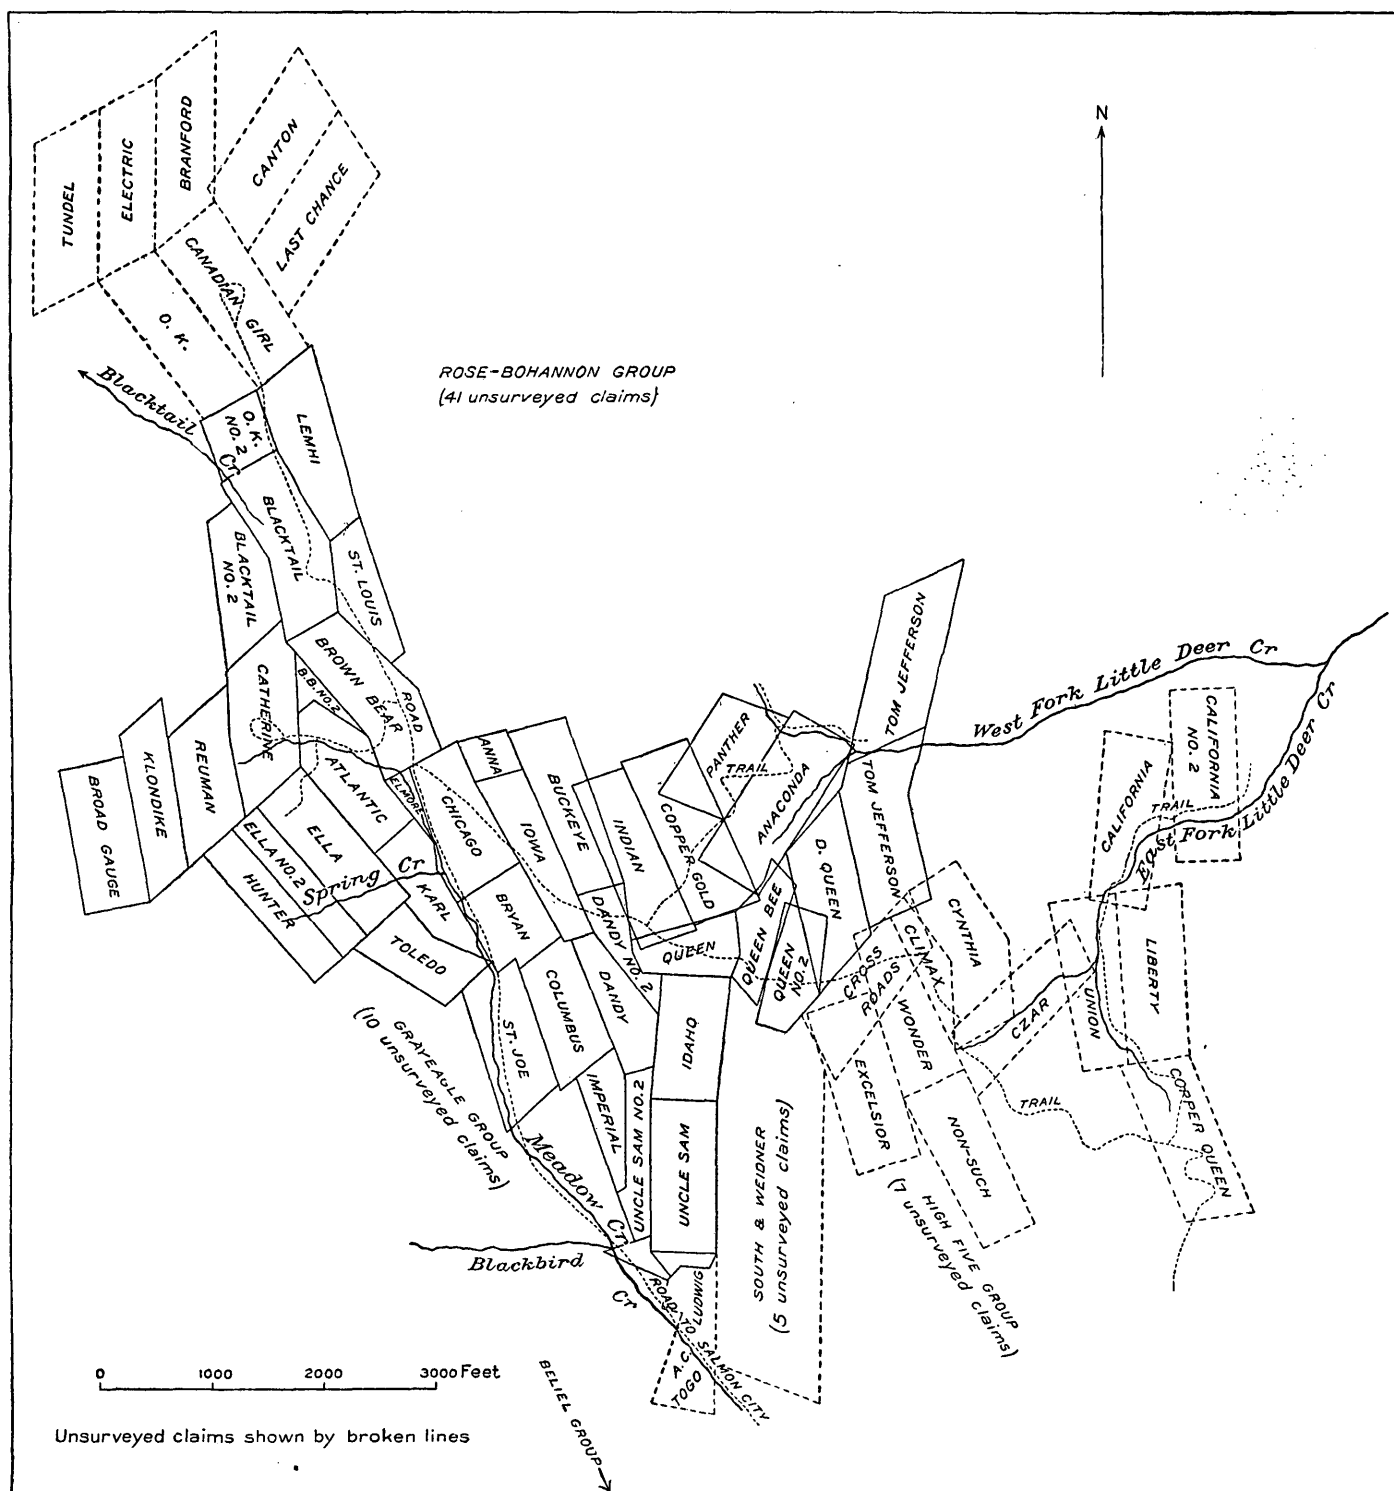 N
TUNDEL
ELECTRIC
BRANFORD
CANTON
LAST CHANCE
CANADIAN GIRL
O. K.
Blacktail Cr
O. K.
NO. 2
LEMHI
ROSE-BOHANNON GROUP
(41 unsurveyed claims)
BLACKTAIL
BLACKTAIL
NO. 2
ST. LOUIS
BROWN BEAR
B.B. NO. 2
CATHERINE
ROAD
KLONDIKE
REUMAN
BROAD GAUGE
ATLANTIC
ELMORE
CHICAGO
ANNA
IOWA
BUCKEYE
INDIAN
COPPER GOLD
PANTHER
TRAIL
ANACONDA
TOM JEFFERSON
TOM JEFFERSON
West Fork Little Deer Cr
CALIFORNIA
NO. 2
CALIFORNIA
TRAIL
East Fork Little Deer Cr
ELLA
ELLA NO. 2
HUNTER
Spring Cr
KARL
TOLEDO
BRYAN
DANDY NO. 2
QUEEN
QUEEN BEE
QUEEN
NO. 2
D. QUEEN
CROSS
ROADS
CLIMAX
CYNTHIA
WONDER
CZAR
UNION
LIBERTY
COLUMBUS
DANDY
ST. JOE
IDAHO
IMPERIAL
UNCLE SAM NO. 2
UNCLE SAM
GRAYEAGLE GROUP
(10 unsurveyed claims)
EXCELSIOR
NON-SUCH
TRAIL
COPPER QUEEN
SOUTH & WEIDNER
(5 unsurveyed claims)
HIGH FIVE GROUP
(7 unsurveyed claims)
Meadow Cr
Blackbird Cr
LUDWIG
ROAD TO SALMON CITY
A.C.
TOGO
BELIEL GROUP
0 1000 2000 3000 Feet
Unsurveyed claims shown by broken lines